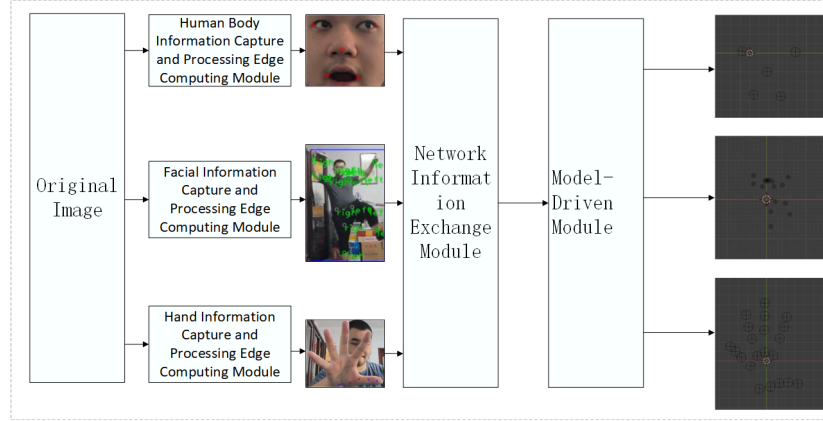 Original
Image
Human Body
Information Capture
and Processing Edge
Computing Module
Facial Information
Capture and
Processing Edge
Computing Module
Hand Information
Capture and
Processing Edge
Computing Module
Network
Informat
ion
Exchange
Module
Model-
Driven
Module